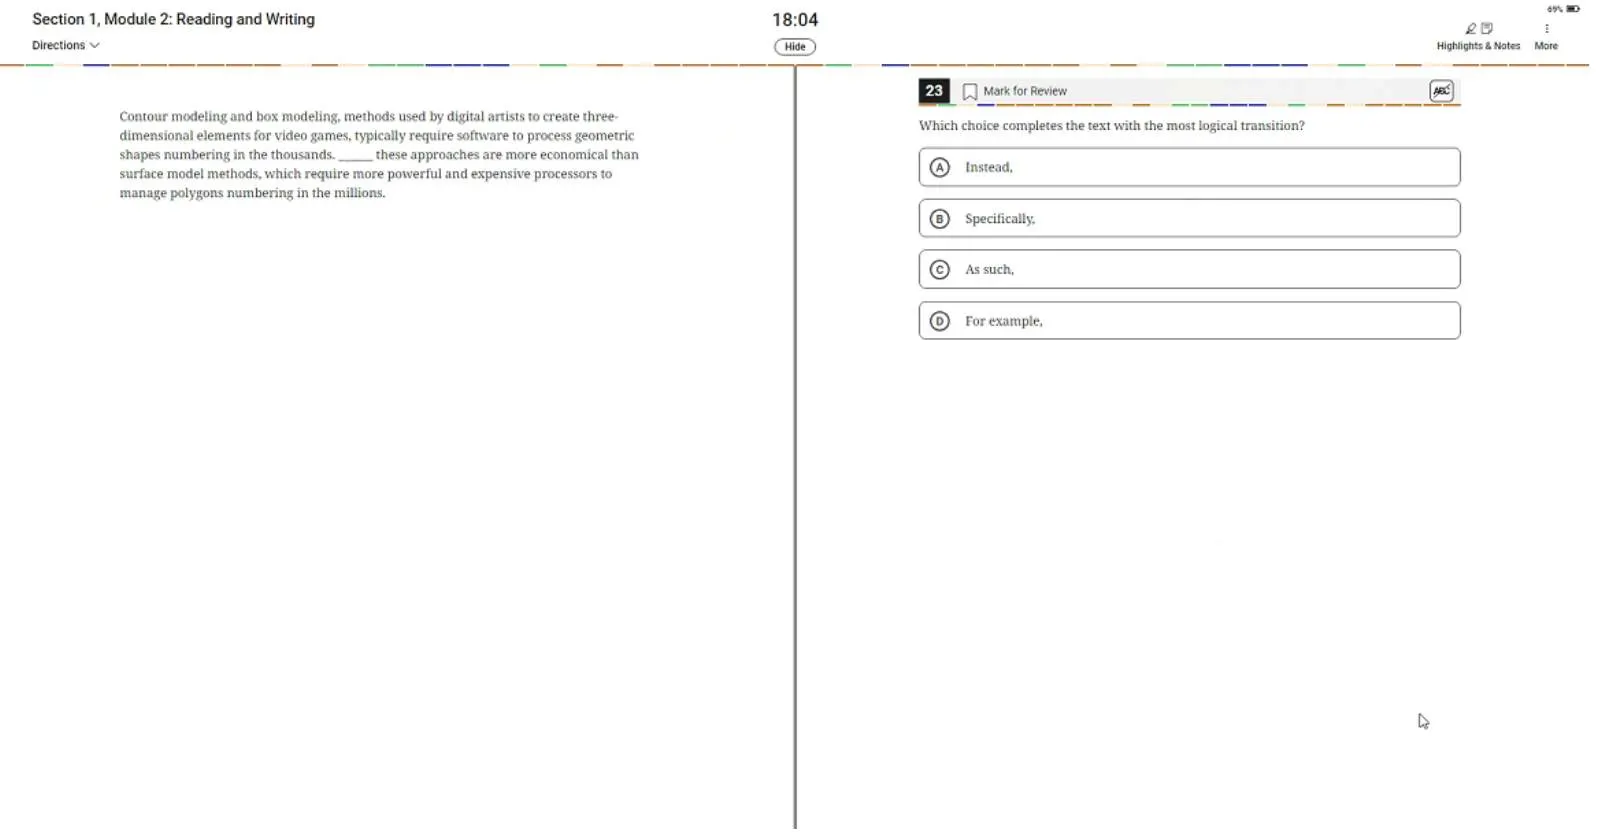 Section 1, Module 2: Reading and Writing
Directions
18:04
Hide
69%
Highlights & Notes
More
Contour modeling and box modeling, methods used by digital artists to create three-
dimensional elements for video games, typically require software to process geometric
shapes numbering in the thousands. ______ these approaches are more economical than
surface model methods, which require more powerful and expensive processors to
manage polygons numbering in the millions.
23
Mark for Review
ABC
Which choice completes the text with the most logical transition?
A Instead,
B Specifically,
C As such,
D For example,